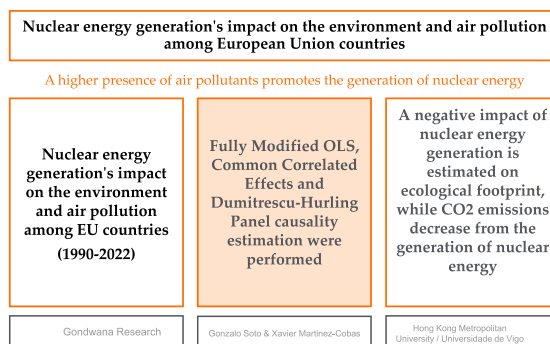 Nuclear energy generation's impact on the environment and air pollution
among European Union countries
A higher presence of air pollutants promotes the generation of nuclear energy
Nuclear energy
generation's impact
on the environment
and air pollution
among EU countries
(1990-2022)
Fully Modified OLS,
Common Correlated
Effects and
Dumitrescu-Hurling
Panel causality
estimation were
performed
A negative impact of
nuclear energy
generation is
estimated on
ecological footprint,
while CO2 emissions
decrease from the
generation of nuclear
energy
Gondwana Research
Gonzalo Soto & Xavier Martinez-Cobas
Hong Kong Metropolitan
University / Universidade de Vigo